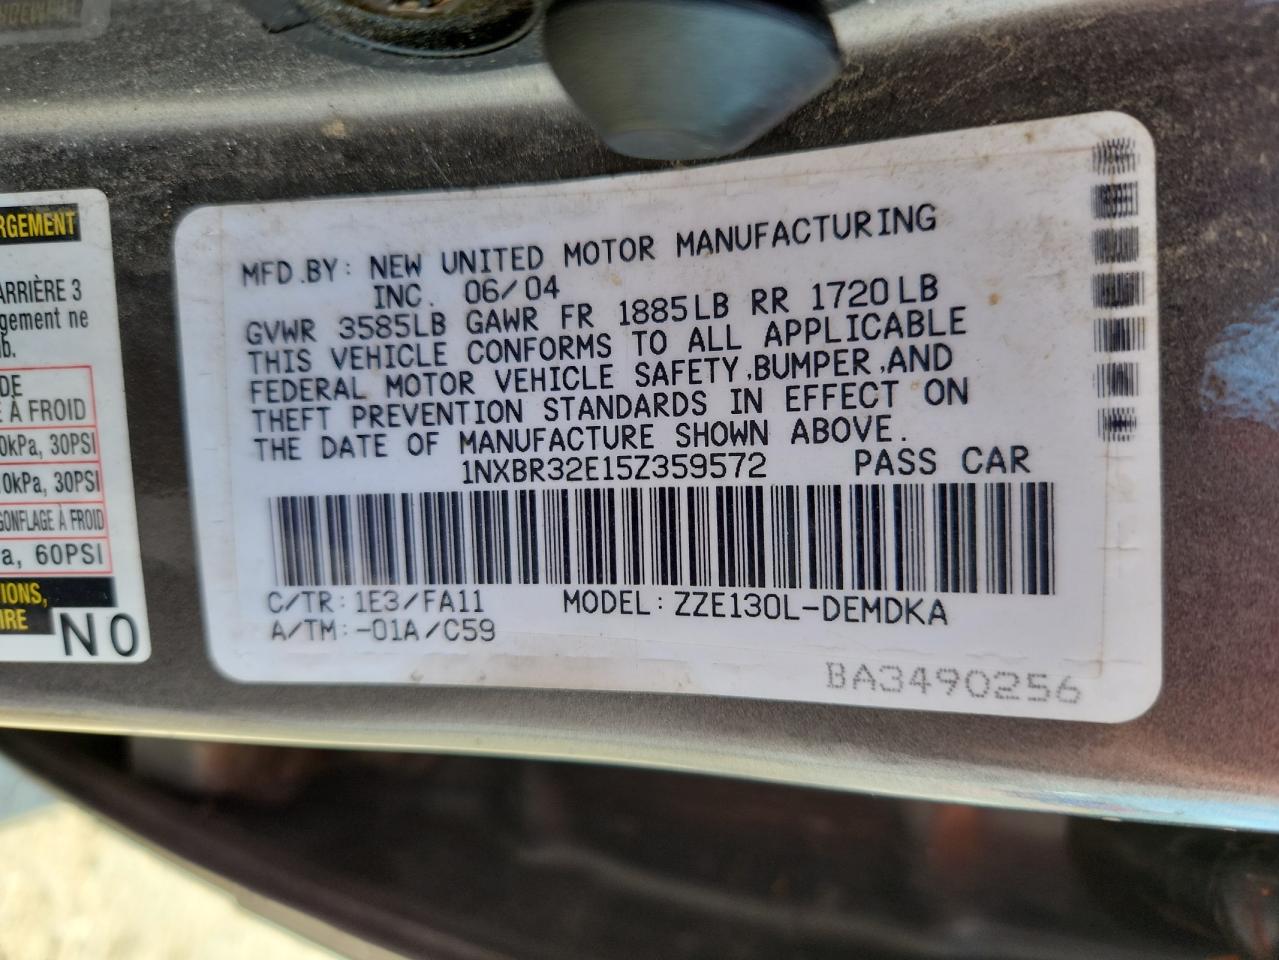 RGEMENT
ARRIÈRE 3
gement ne
b.
DE
À FROID
0kPa, 30PSI
0kPa, 30PSI
GONFLAGE À FROID
a, 60PSI
IONS,
IRE
N0
MFD.BY: NEW UNITED MOTOR MANUFACTURING
INC. 06/04
GVWR 3585LB GAWR FR 1885LB RR 1720LB
THIS VEHICLE CONFORMS TO ALL APPLICABLE
FEDERAL MOTOR VEHICLE SAFETY,BUMPER,AND
THEFT PREVENTION STANDARDS IN EFFECT ON
THE DATE OF MANUFACTURE SHOWN ABOVE.
1NXBR32E15Z359572 PASS CAR
C/TR: 1E3/FA11 MODEL: ZZE130L-DEMDKA
A/TM:-01A/C59
BA3490256